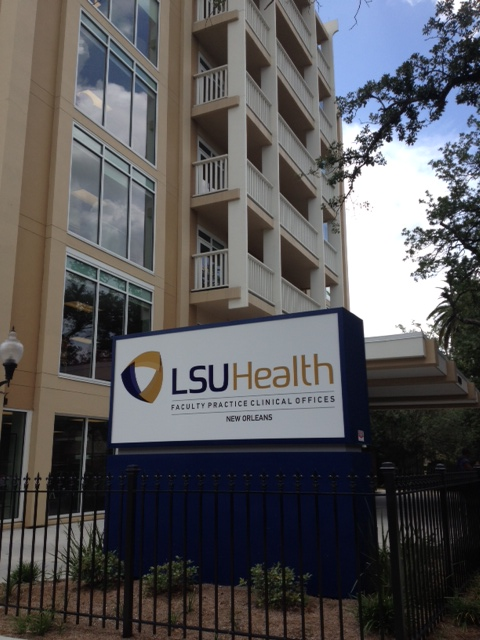 LSUHealth
FACULTY PRACTICE CLINICAL OFFICES
NEW ORLEANS